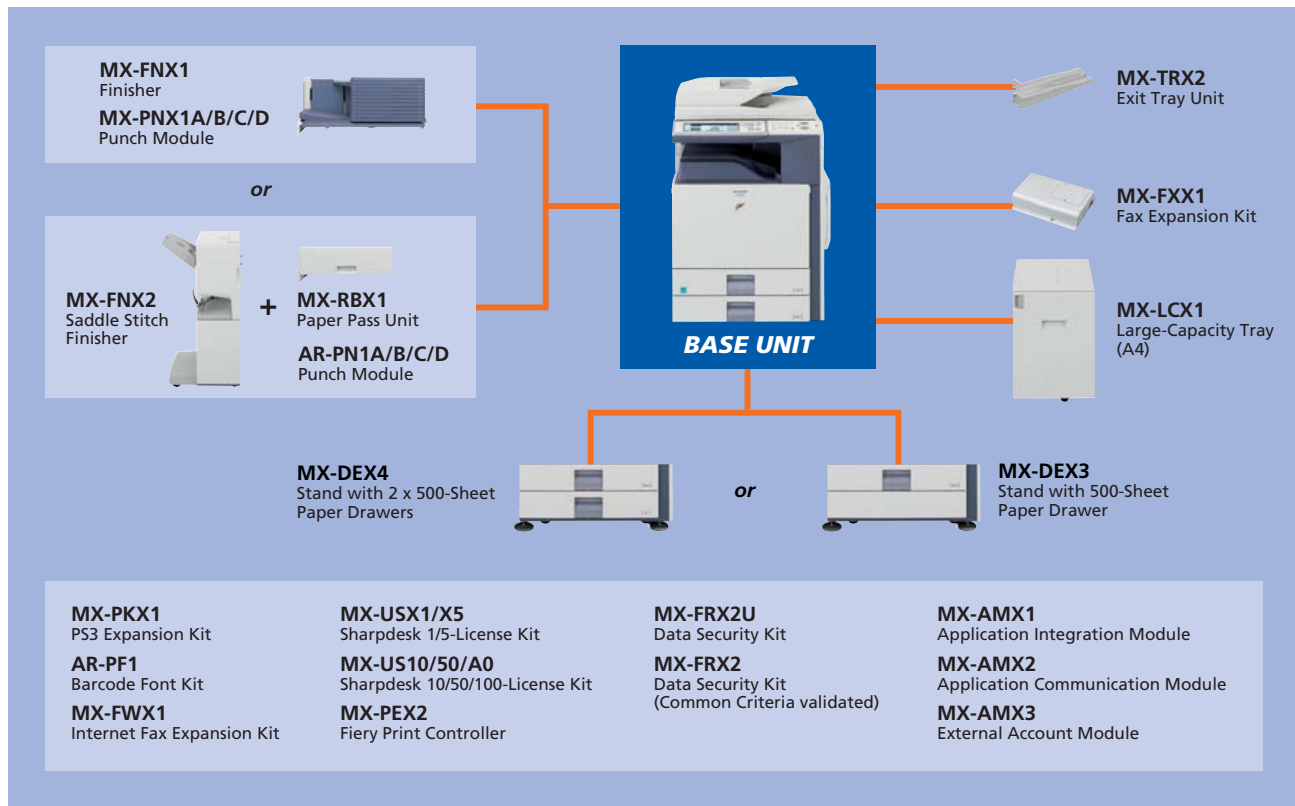 MX-FNX1
Finisher
MX-PNX1A/B/C/D
Punch Module
or
MX-FNX2
Saddle Stitch
Finisher
+
MX-RBX1
Paper Pass Unit
AR-PN1A/B/C/D
Punch Module
BASE UNIT
MX-TRX2
Exit Tray Unit
MX-FXX1
Fax Expansion Kit
MX-LCX1
Large-Capacity Tray
(A4)
MX-DEX4
Stand with 2 x 500-Sheet
Paper Drawers
or
MX-DEX3
Stand with 500-Sheet
Paper Drawer
MX-PKX1
PS3 Expansion Kit
AR-PF1
Barcode Font Kit
MX-FWX1
Internet Fax Expansion Kit
MX-USX1/X5
Sharpdesk 1/5-License Kit
MX-US10/50/A0
Sharpdesk 10/50/100-License Kit
MX-PEX2
Fiery Print Controller
MX-FRX2U
Data Security Kit
MX-FRX2
Data Security Kit
(Common Criteria validated)
MX-AMX1
Application Integration Module
MX-AMX2
Application Communication Module
MX-AMX3
External Account Module